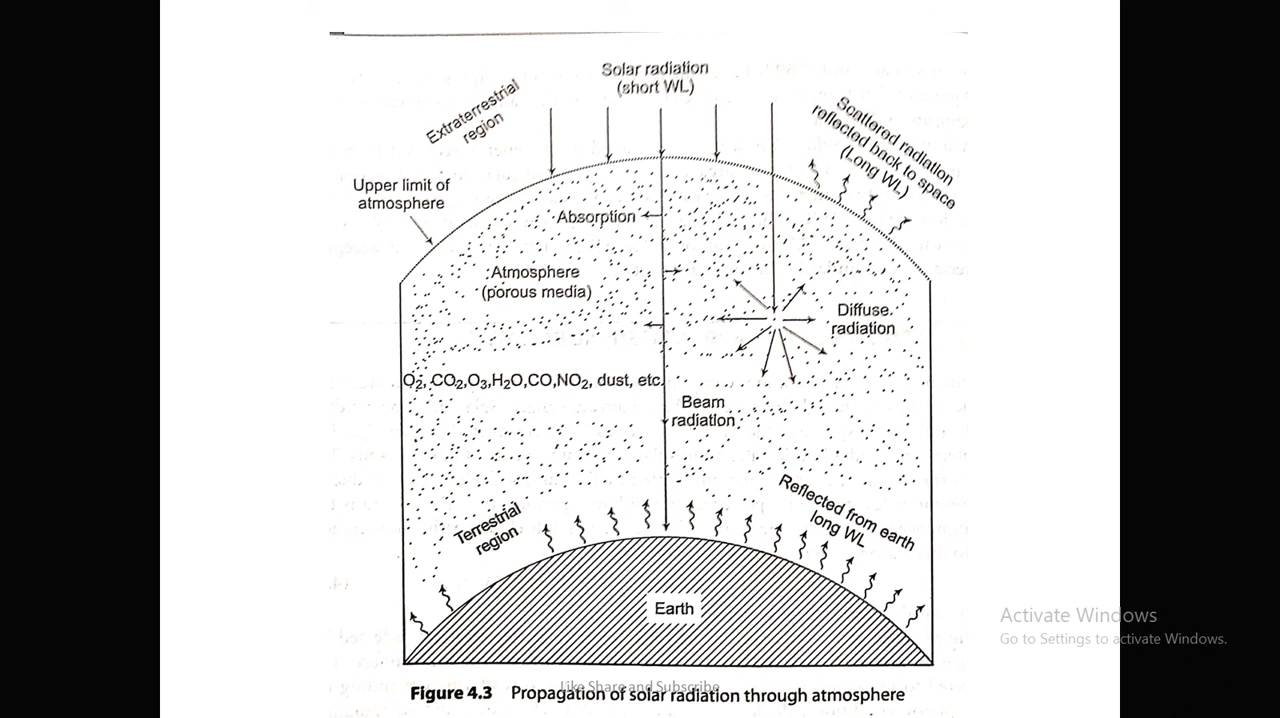 Solar radiation
(short WL)
Extraterrestrial
region
Scattered radiation
reflected back to space
(Long WL)
Upper limit of
atmosphere
Absorption
Atmosphere
(porous media)
Diffuse
radiation
O2, CO2,O3,H2O,CO,NO2, dust, etc.
Beam
radiation
Reflected from earth
long WL
Terrestrial
region
Earth
Activate Windows
Go to Settings to activate Windows.
Like Share and Subscribe
Figure 4.3 Propagation of solar radiation through atmosphere